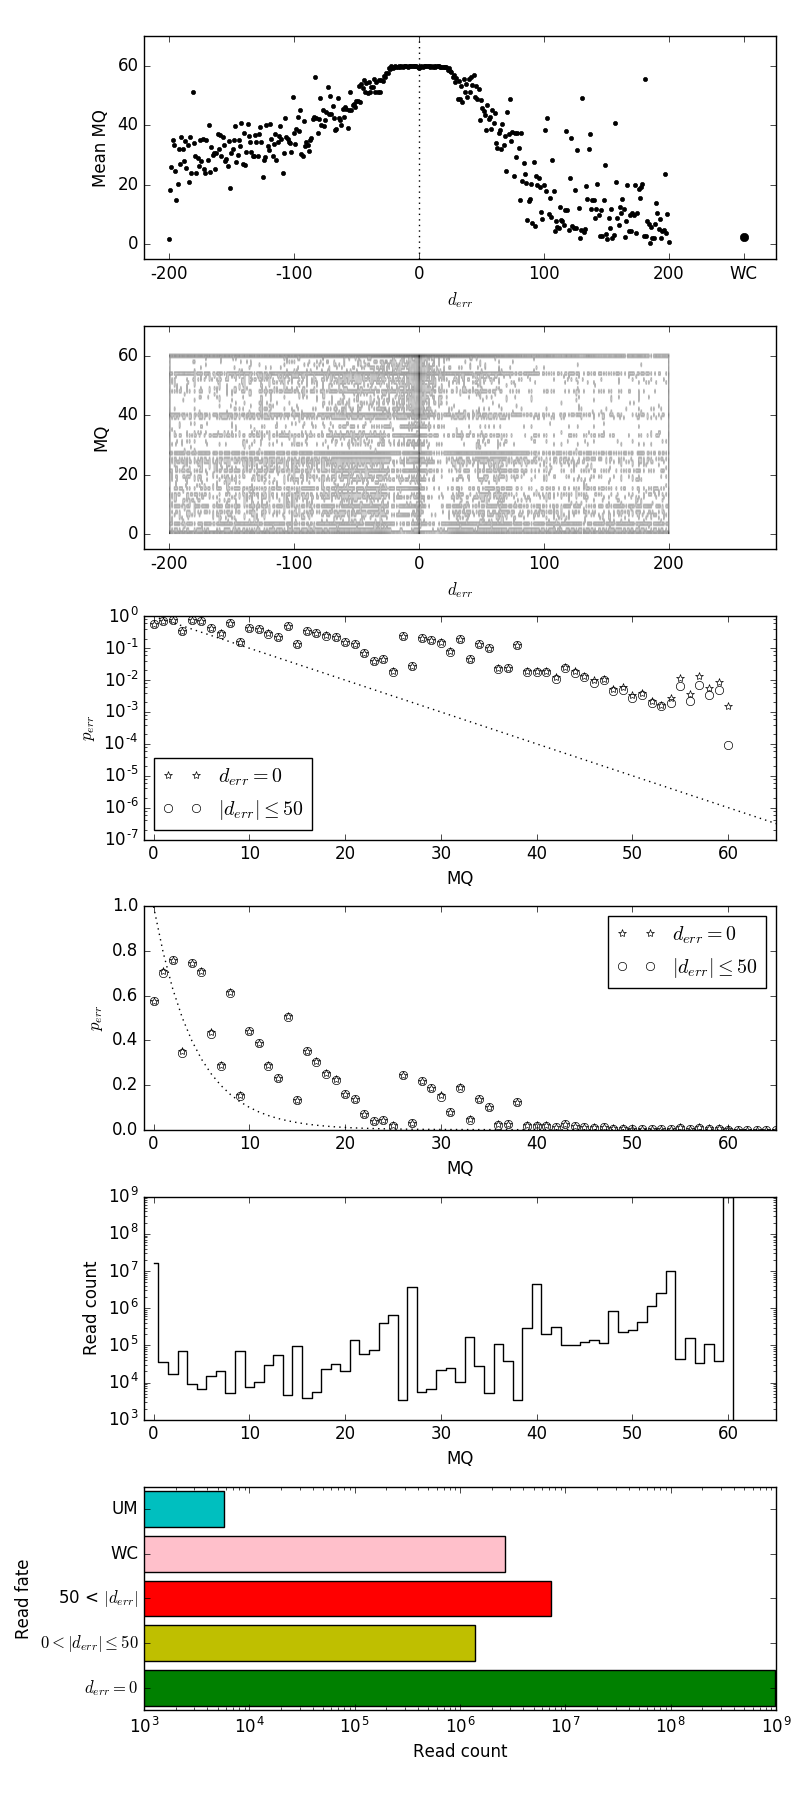 60
40
20
0
Mean MQ
-200 -100 0 100 200 WC
d_err
60
40
20
0
MQ
-200 -100 0 100 200
d_err
10^0
10^-1
10^-2
10^-3
10^-4
10^-5
10^-6
10^-7
p_err
d_err = 0
|d_err| ≤ 50
0 10 20 30 40 50 60
MQ
1.0
0.8
0.6
0.4
0.2
0.0
p_err
d_err = 0
|d_err| ≤ 50
0 10 20 30 40 50 60
MQ
10^9
10^8
10^7
10^6
10^5
10^4
10^3
Read count
0 10 20 30 40 50 60
MQ
UM
WC
50 < |d_err|
0 < |d_err| ≤ 50
d_err = 0
Read fate
10^3 10^4 10^5 10^6 10^7 10^8 10^9
Read count